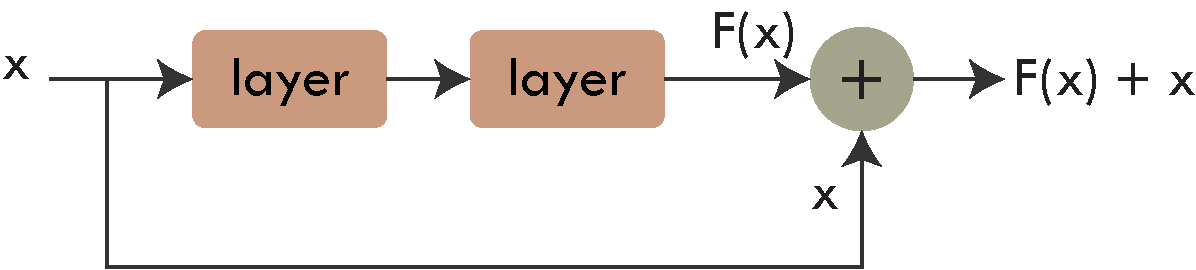 x
layer
layer
F(x)
+
F(x) + x
x